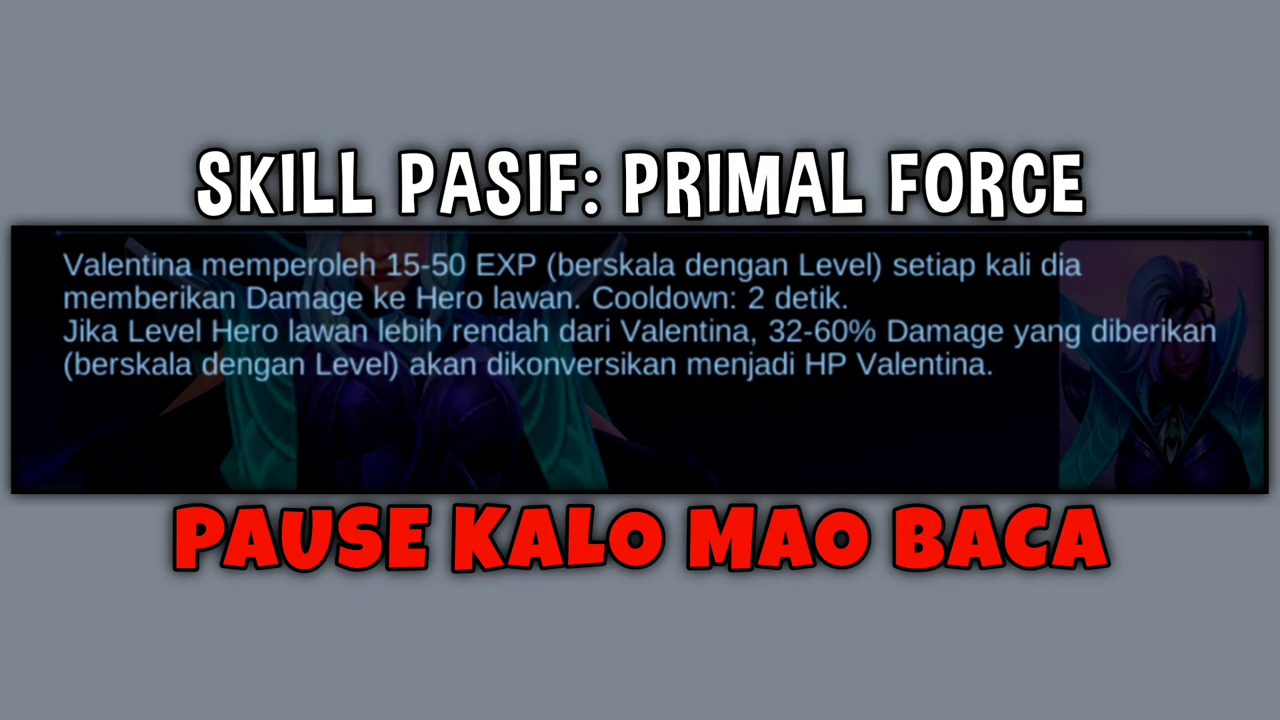 SKILL PASIF: PRIMAL FORCE
Valentina memperoleh 15-50 EXP (berskala dengan Level) setiap kali dia
memberikan Damage ke Hero lawan. Cooldown: 2 detik.
Jika Level Hero lawan lebih rendah dari Valentina, 32-60% Damage yang diberikan
(berskala dengan Level) akan dikonversikan menjadi HP Valentina.
PAUSE KALO MAO BACA